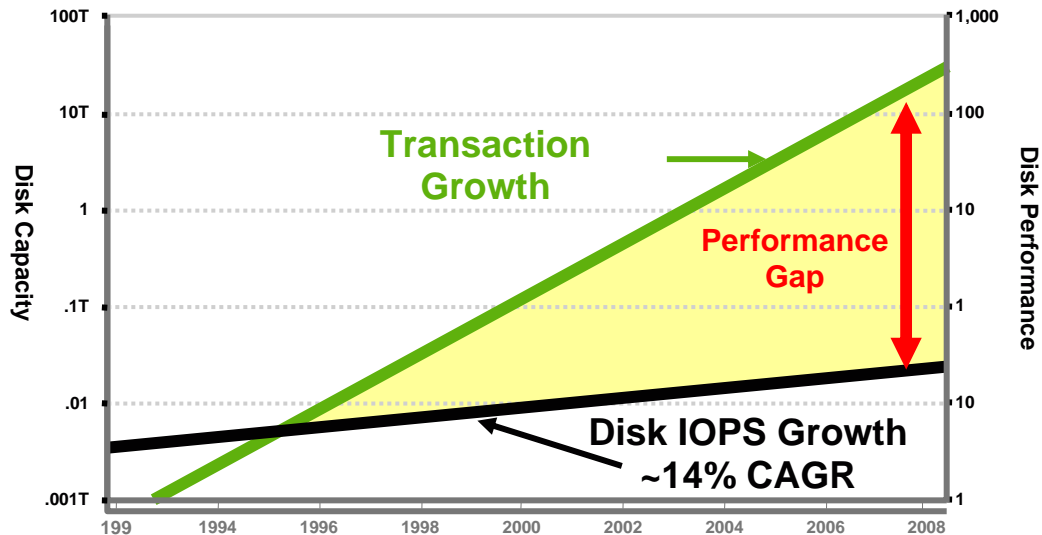 100T
1,000
10T
100
Transaction
Growth
Disk Capacity
Disk Performance
1
10
Performance
Gap
.1T
1
.01
10
Disk IOPS Growth
~14% CAGR
.001T
1
199
1994
1996
1998
2000
2002
2004
2006
2008